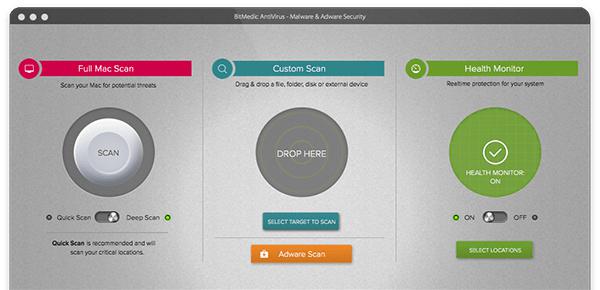 BitMedic AntiVirus - Malware & Adware Security
Full Mac Scan
Scan your Mac for potential threats
SCAN
Quick Scan
Deep Scan
Quick Scan is recommended and will
scan your critical locations.
Custom Scan
Drag & drop a file, folder, disk or external device
DROP HERE
SELECT TARGET TO SCAN
Adware Scan
Health Monitor
Realtime protection for your system
HEALTH MONITOR:
ON
ON
OFF
SELECT LOCATIONS